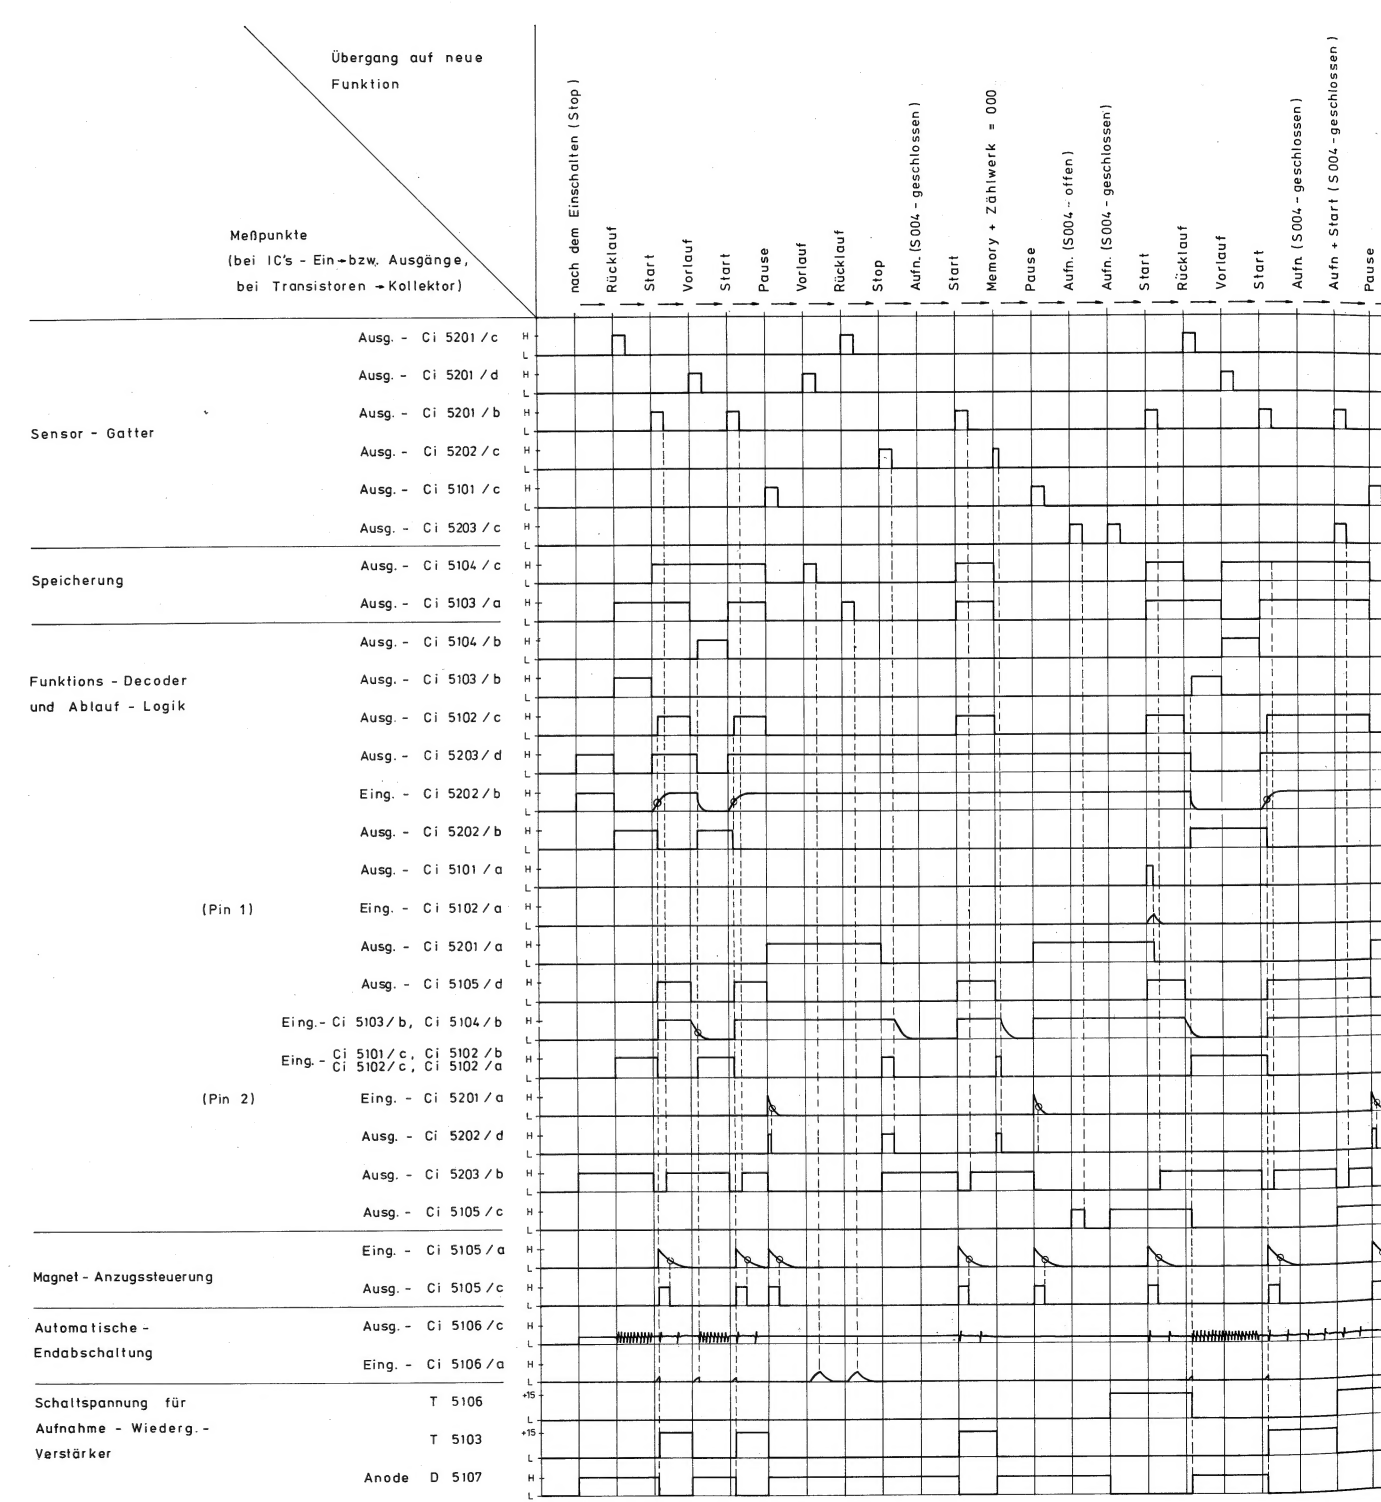 Übergang auf neue
Funktion
Meßpunkte
(bei IC's - Ein- bzw. Ausgänge,
bei Transistoren - Kollektor)
nach dem Einschalten (Stop)
Rücklauf
Start
Vorlauf
Start
Pause
Vorlauf
Rücklauf
Stop
Aufn. (S004 - geschlossen)
Start
Memory + Zählwerk = 000
Pause
Aufn. (S004 - offen)
Aufn. (S004 - geschlossen)
Start
Rücklauf
Vorlauf
Start
Aufn. (S004 - geschlossen)
Aufn + Start (S004 - geschlossen)
Pause
Sensor - Gatter
Ausg. - Ci 5201/c H L
Ausg. - Ci 5201/d H L
Ausg. - Ci 5201/b H L
Ausg. - Ci 5202/c H L
Ausg. - Ci 5101/c H L
Ausg. - Ci 5203/c H L
Speicherung
Ausg. - Ci 5104/c H L
Ausg. - Ci 5103/a H L
Funktions - Decoder
und Ablauf - Logik
Ausg. - Ci 5104/b H L
Ausg. - Ci 5103/b H L
Ausg. - Ci 5102/c H L
Ausg. - Ci 5203/d H L
Eing. - Ci 5202/b H L
Ausg. - Ci 5202/b H L
Ausg. - Ci 5101/a H L
(Pin 1) Eing. - Ci 5102/a H L
Ausg. - Ci 5201/a H L
Ausg. - Ci 5105/d H L
Eing.- Ci 5103/b, Ci 5104/b H L
Eing. - Ci 5101/c, Ci 5102/b H L
Ci 5102/c, Ci 5102/a
(Pin 2) Eing. - Ci 5201/a H L
Ausg. - Ci 5202/d H L
Ausg. - Ci 5203/b H L
Ausg. - Ci 5105/c H L
Magnet - Anzugssteuerung
Eing. - Ci 5105/a H L
Ausg. - Ci 5105/c H L
Automatische -
Endabschaltung
Ausg. - Ci 5106/c H L
Eing. - Ci 5106/a H L
Schaltspannung für
Aufnahme - Wiederg. -
Verstärker
T 5106 +15 L
T 5103 +15 L
Anode D 5107 H L